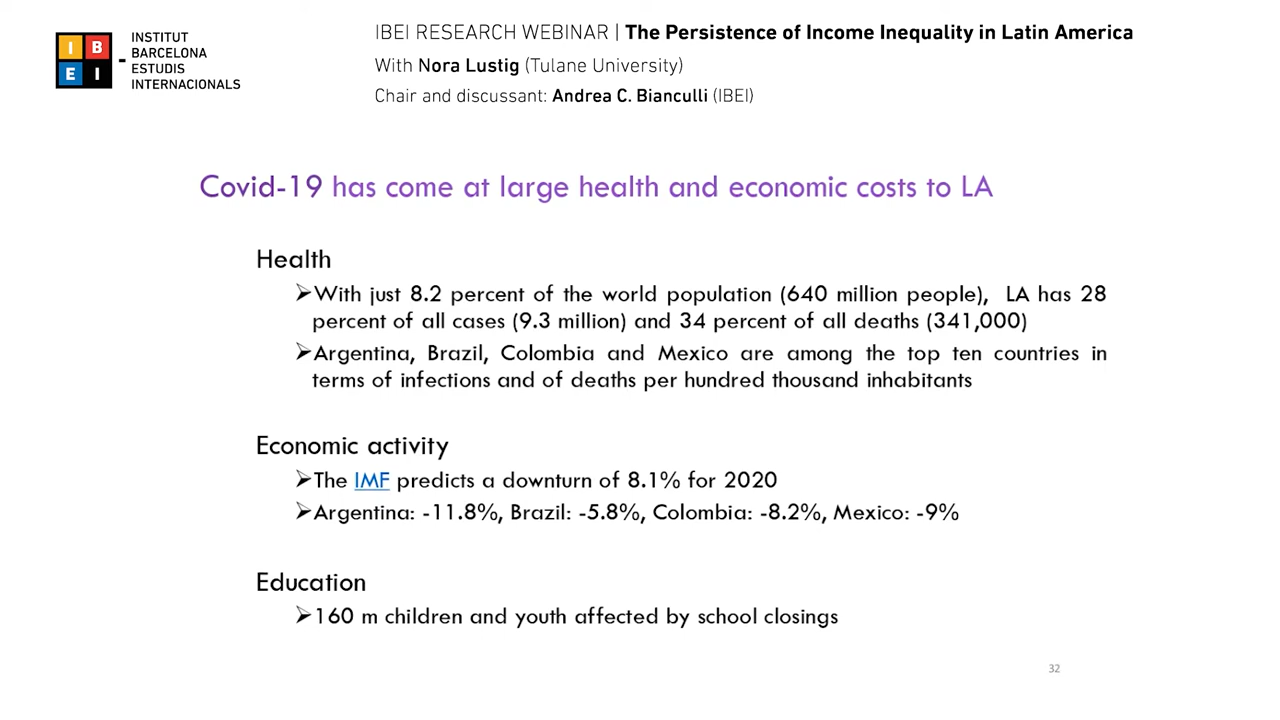 IB
EI
INSTITUT
BARCELONA
ESTUDIS
INTERNACIONALS
IBEI RESEARCH WEBINAR | The Persistence of Income Inequality in Latin America
With Nora Lustig (Tulane University)
Chair and discussant: Andrea C. Bianculli (IBEI)
Covid-19 has come at large health and economic costs to LA
Health
➢With just 8.2 percent of the world population (640 million people), LA has 28
percent of all cases (9.3 million) and 34 percent of all deaths (341,000)
➢Argentina, Brazil, Colombia and Mexico are among the top ten countries in
terms of infections and of deaths per hundred thousand inhabitants
Economic activity
➢The IMF predicts a downturn of 8.1% for 2020
➢Argentina: -11.8%, Brazil: -5.8%, Colombia: -8.2%, Mexico: -9%
Education
➢160 m children and youth affected by school closings
32